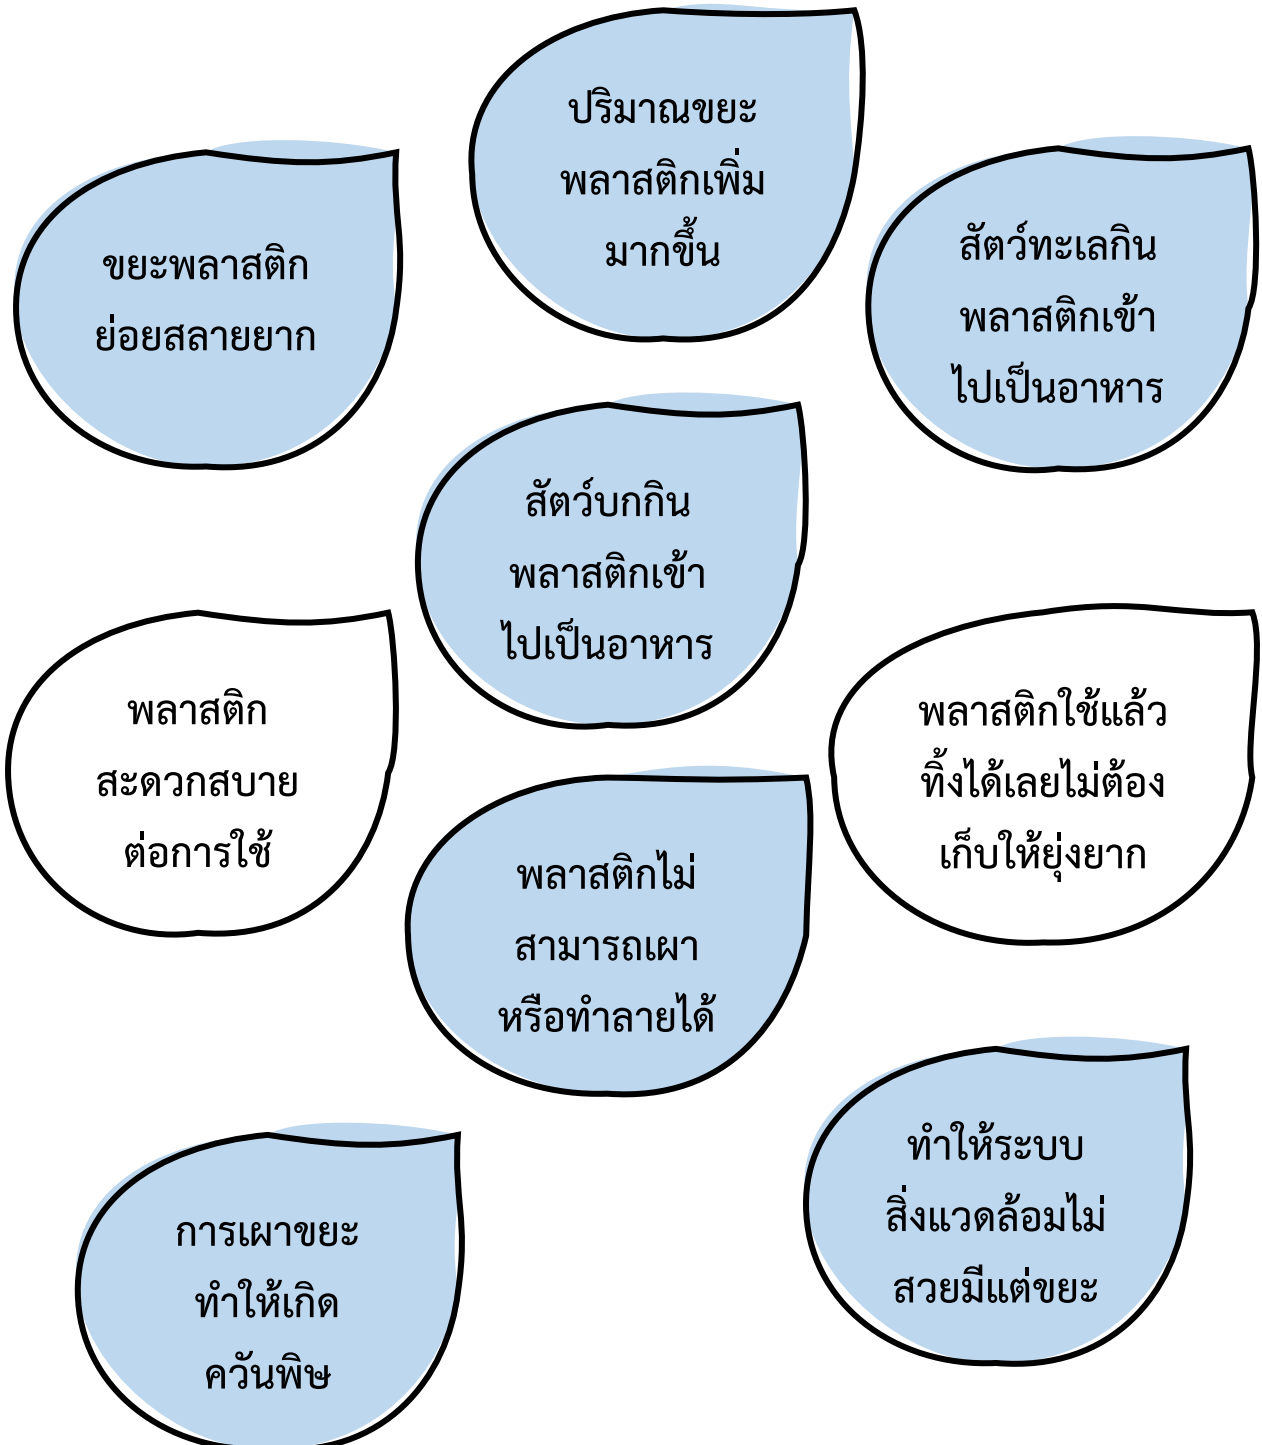 ปริมาณขยะ
พลาสติกเพิ่ม
มากขึ้น
ขยะพลาสติก
ย่อยสลายยาก
สัตว์ทะเลกิน
พลาสติกเข้า
ไปเป็นอาหาร
สัตว์บกกิน
พลาสติกเข้า
ไปเป็นอาหาร
พลาสติก
สะดวกสบาย
ต่อการใช้
พลาสติกใช้แล้ว
ทิ้งได้เลยไม่ต้อง
เก็บให้ยุ่งยาก
พลาสติกไม่
สามารถเผา
หรือทำลายได้
ทำให้ระบบ
สิ่งแวดล้อมไม่
สวยมีแต่ขยะ
การเผาขยะ
ทำให้เกิด
ควันพิษ